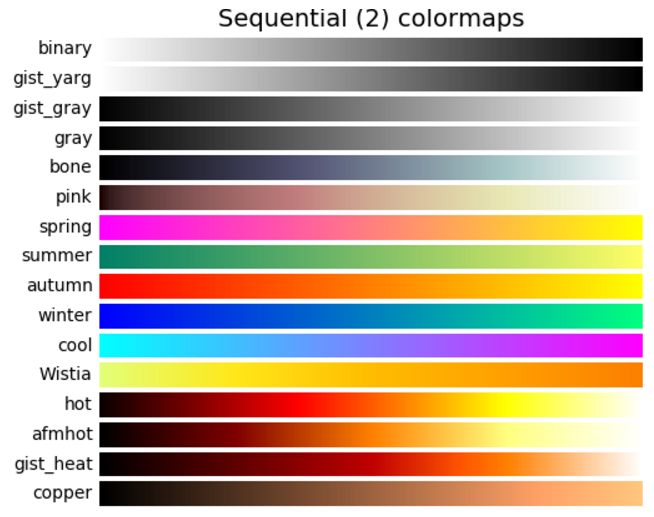 Sequential (2) colormaps
binary
gist_yarg
gist_gray
gray
bone
pink
spring
summer
autumn
winter
cool
Wistia
hot
afmhot
gist_heat
copper